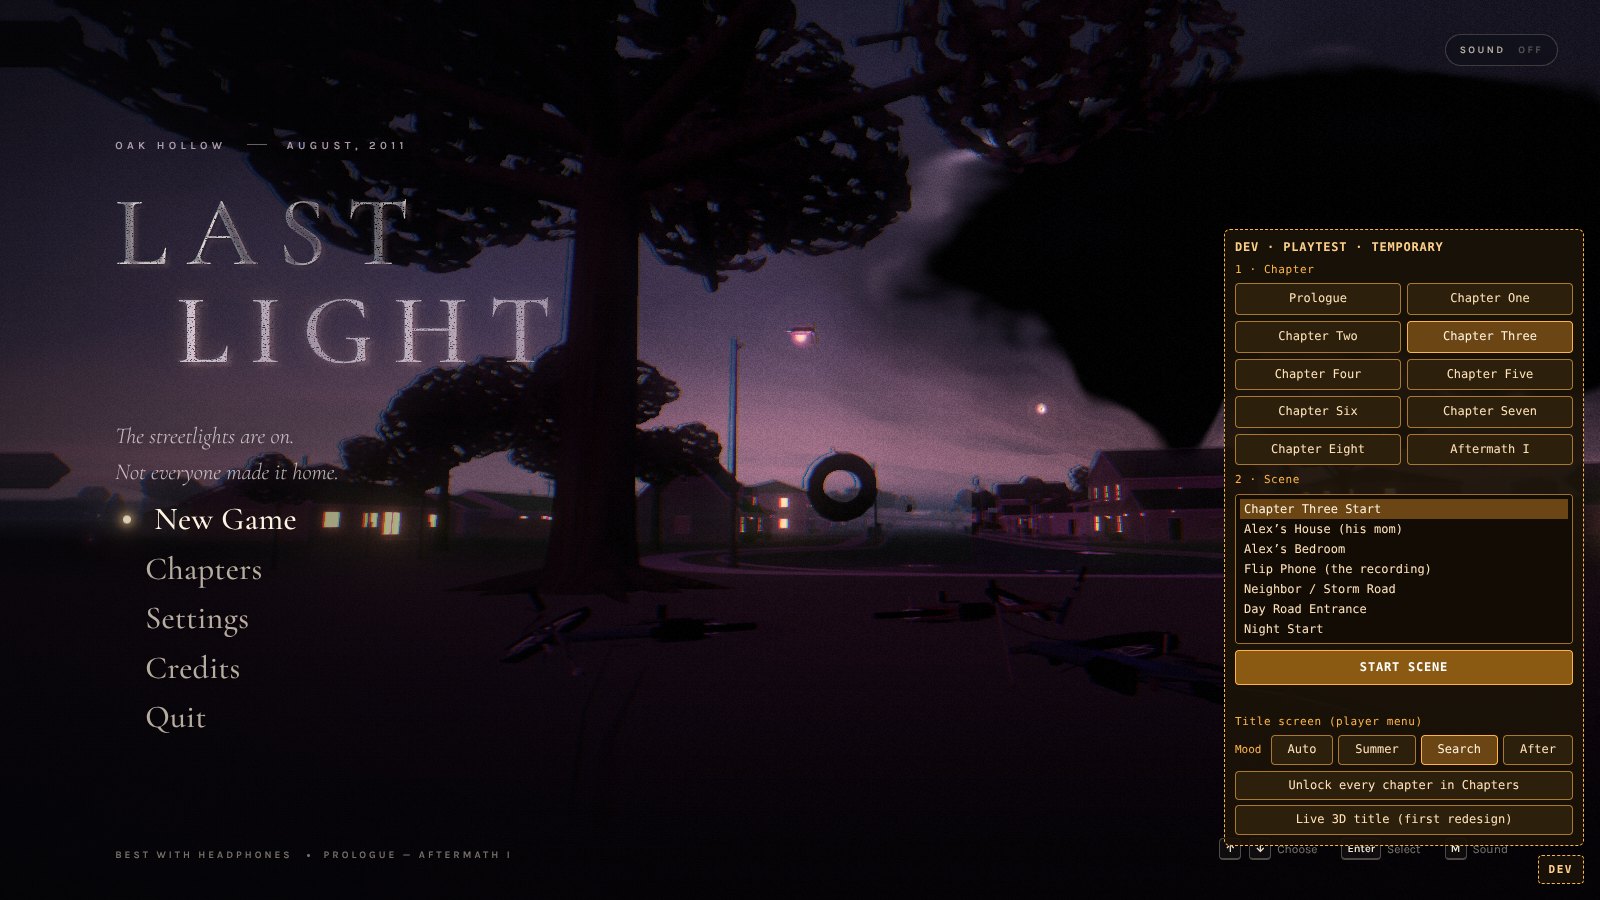 SOUND OFF
OAK HOLLOW — AUGUST, 2011
LAST
LIGHT
The streetlights are on.
Not everyone made it home.
New Game
Chapters
Settings
Credits
Quit
BEST WITH HEADPHONES • PROLOGUE — AFTERMATH I
DEV · PLAYTEST · TEMPORARY
1 · Chapter
Prologue Chapter One
Chapter Two Chapter Three
Chapter Four Chapter Five
Chapter Six Chapter Seven
Chapter Eight Aftermath I
2 · Scene
Chapter Three Start
Alex’s House (his mom)
Alex’s Bedroom
Flip Phone (the recording)
Neighbor / Storm Road
Day Road Entrance
Night Start
START SCENE
Title screen (player menu)
Mood Auto Summer Search After
Unlock every chapter in Chapters
Live 3D title (first redesign)
↑ ↓ Choose Enter Select M Sound
DEV